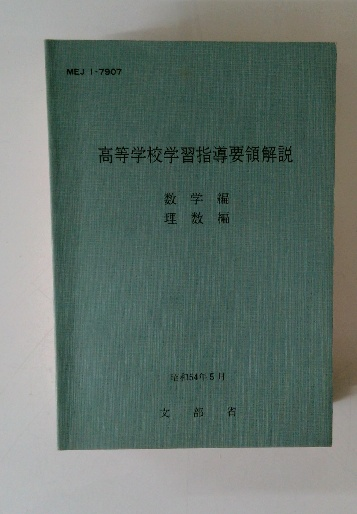 MEJ 1-7907
高等学校学習指導要領解説
数学編
理数編
昭和54年5月
文部省